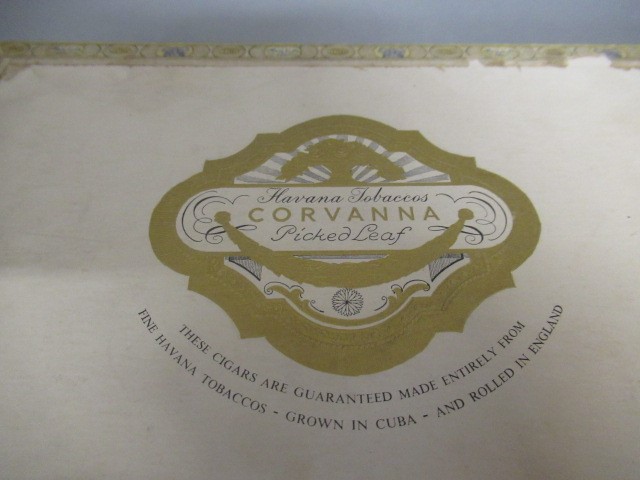 Havana Tobaccos
CORVANNA
Picked Leaf
THESE CIGARS ARE GUARANTEED MADE ENTIRELY FROM
FINE HAVANA TOBACCOS - GROWN IN CUBA - AND ROLLED IN ENGLAND